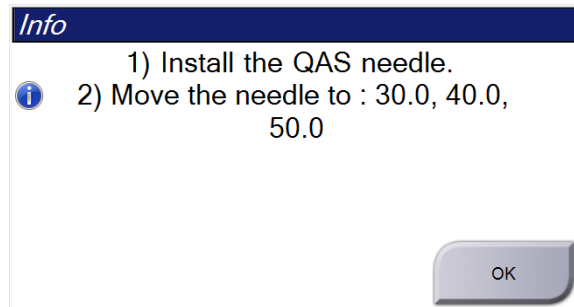 Info
1) Install the QAS needle.
2) Move the needle to : 30.0, 40.0,
50.0
OK